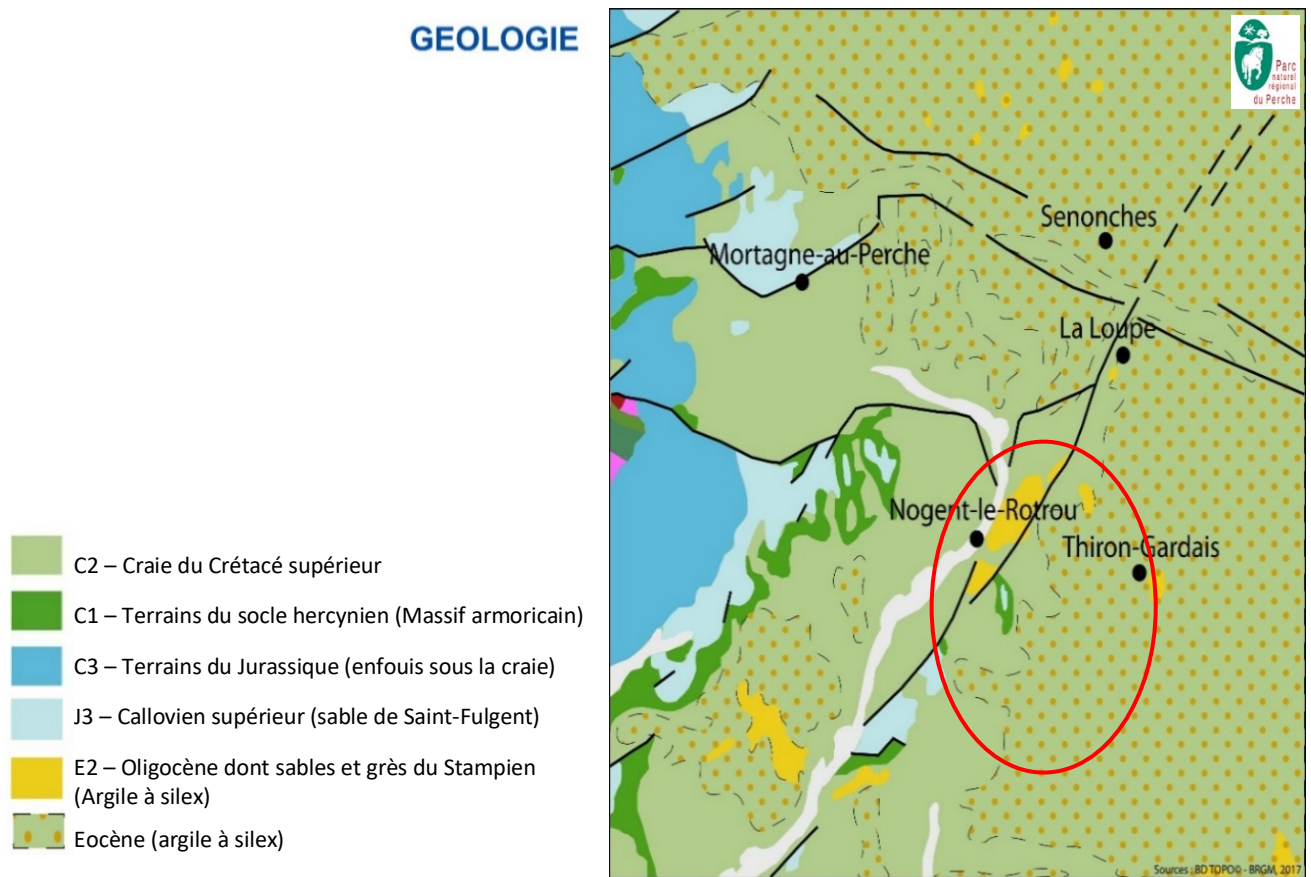 GEOLOGIE
C2 – Craie du Crétacé supérieur
C1 – Terrains du socle hercynien (Massif armoricain)
C3 – Terrains du Jurassique (enfouis sous la craie)
J3 – Callovien supérieur (sable de Saint-Fulgent)
E2 – Oligocène dont sables et grès du Stampien
(Argile à silex)
Eocène (argile à silex)
Parc
naturel
régional
du Perche
Senonches
Mortagne-au-Perche
La Loupe
Nogent-le-Rotrou
Thiron-Gardais
Sources : BD TOPO© - BRGM, 2017